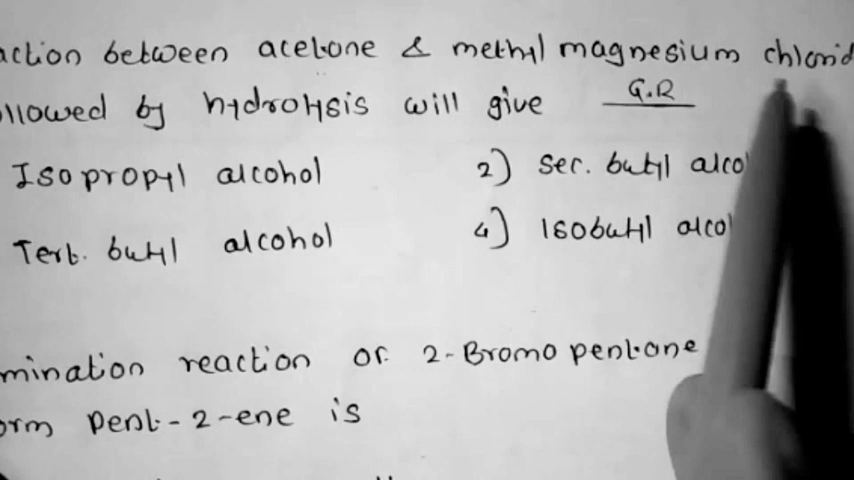 action between acetone & methyl magnesium chlorid
ollowed by hydrolysis will give G.R
Isopropyl alcohol 2) Sec. butyl alco
Tert. butyl alcohol 4) Isobutyl alco
mination reaction of 2-Bromo pentane
orm pent-2-ene is